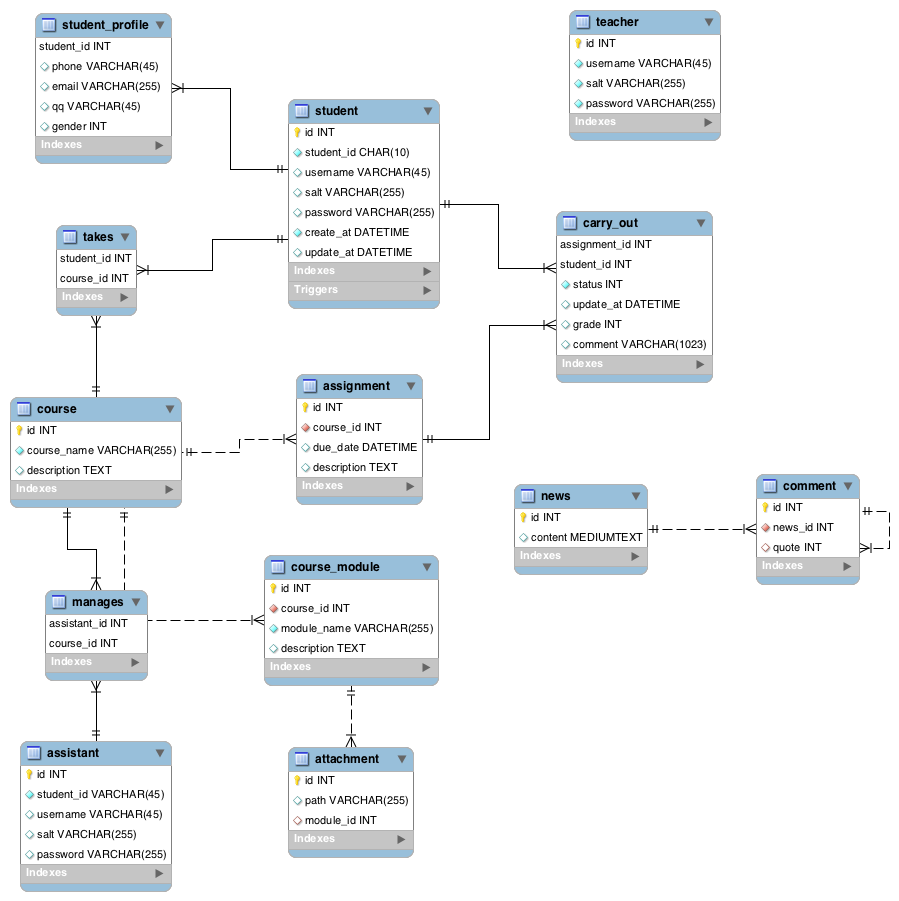 student_profile
student_id INT
phone VARCHAR(45)
email VARCHAR(255)
qq VARCHAR(45)
gender INT
Indexes
teacher
id INT
username VARCHAR(45)
salt VARCHAR(255)
password VARCHAR(255)
Indexes
student
id INT
student_id CHAR(10)
username VARCHAR(45)
salt VARCHAR(255)
password VARCHAR(255)
create_at DATETIME
update_at DATETIME
Indexes
Triggers
takes
student_id INT
course_id INT
Indexes
carry_out
assignment_id INT
student_id INT
status INT
update_at DATETIME
grade INT
comment VARCHAR(1023)
Indexes
course
id INT
course_name VARCHAR(255)
description TEXT
Indexes
assignment
id INT
course_id INT
due_date DATETIME
description TEXT
Indexes
news
id INT
content MEDIUMTEXT
Indexes
comment
id INT
news_id INT
quote INT
Indexes
manages
assistant_id INT
course_id INT
Indexes
course_module
id INT
course_id INT
module_name VARCHAR(255)
description TEXT
Indexes
assistant
id INT
student_id VARCHAR(45)
username VARCHAR(45)
salt VARCHAR(255)
password VARCHAR(255)
Indexes
attachment
id INT
path VARCHAR(255)
module_id INT
Indexes